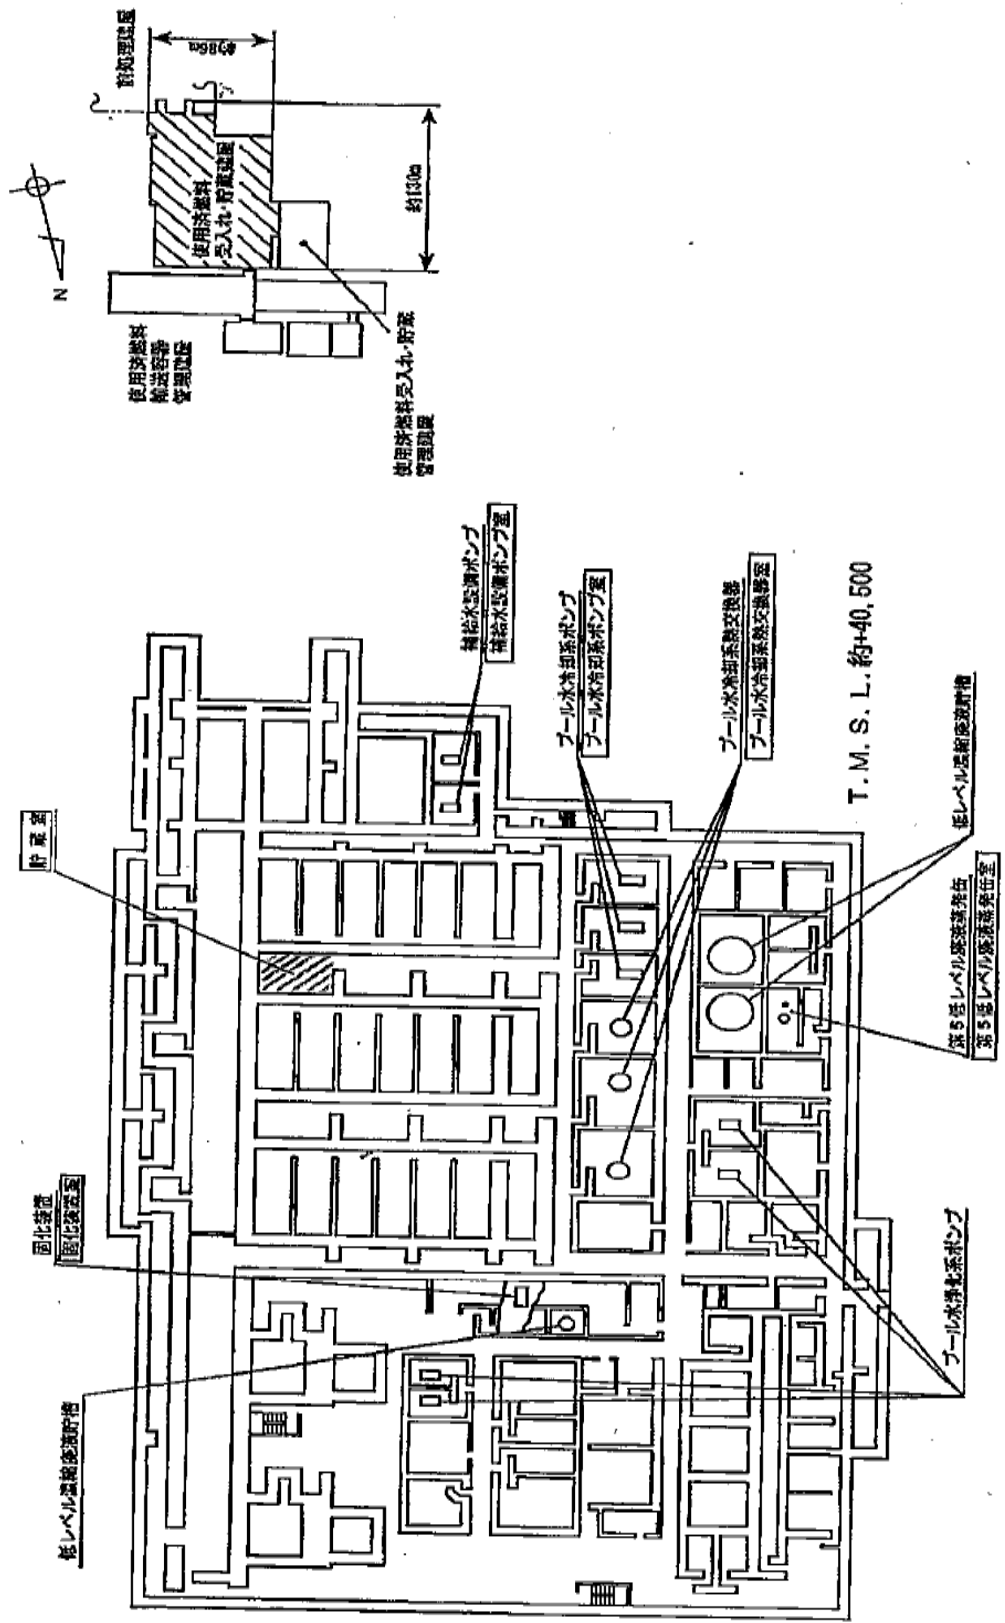 前処理建屋
約86m
使用済燃料
受入れ・貯蔵建屋
約130m
N
使用済燃料
輸送容器
管理建屋
使用済燃料受入れ・貯蔵
管理建屋
貯蔵室
補給水設備ポンプ
補給水設備ポンプ室
プール水冷却系ポンプ
プール水冷却系ポンプ室
プール水冷却系熱交換器
プール水冷却系熱交換器室
T.M.S.L.約+40,500
低レベル濃縮廃液貯槽
第5低レベル廃液蒸発缶
第5低レベル廃液蒸発缶室
固化装置
固化装置室
低レベル濃縮廃液貯槽
プール水浄化系ポンプ